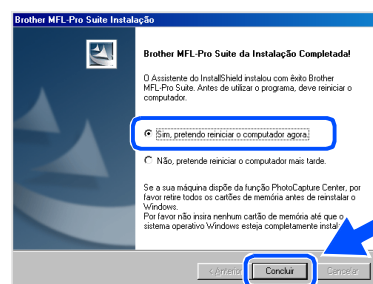 Brother MFL-Pro Suite Instalação
Brother MFL-Pro Suite da Instalação Completada!
O Assistente do InstallShield instalou com êxito Brother
MFL-Pro Suite. Antes de utilizar o programa, deve reiniciar o
computador.
Sim, pretendo reiniciar o computador agora.
Não, pretende reiniciar o computador mais tarde.
Se a sua máquina dispõe da função PhotoCapture Center, por
favor retire todos os cartões de memória antes de reinstalar o
Windows.
Por favor não insira nenhum cartão de memória até que o
sistema operativo Windows esteja completamente
< Anterior Concluir Cancelar